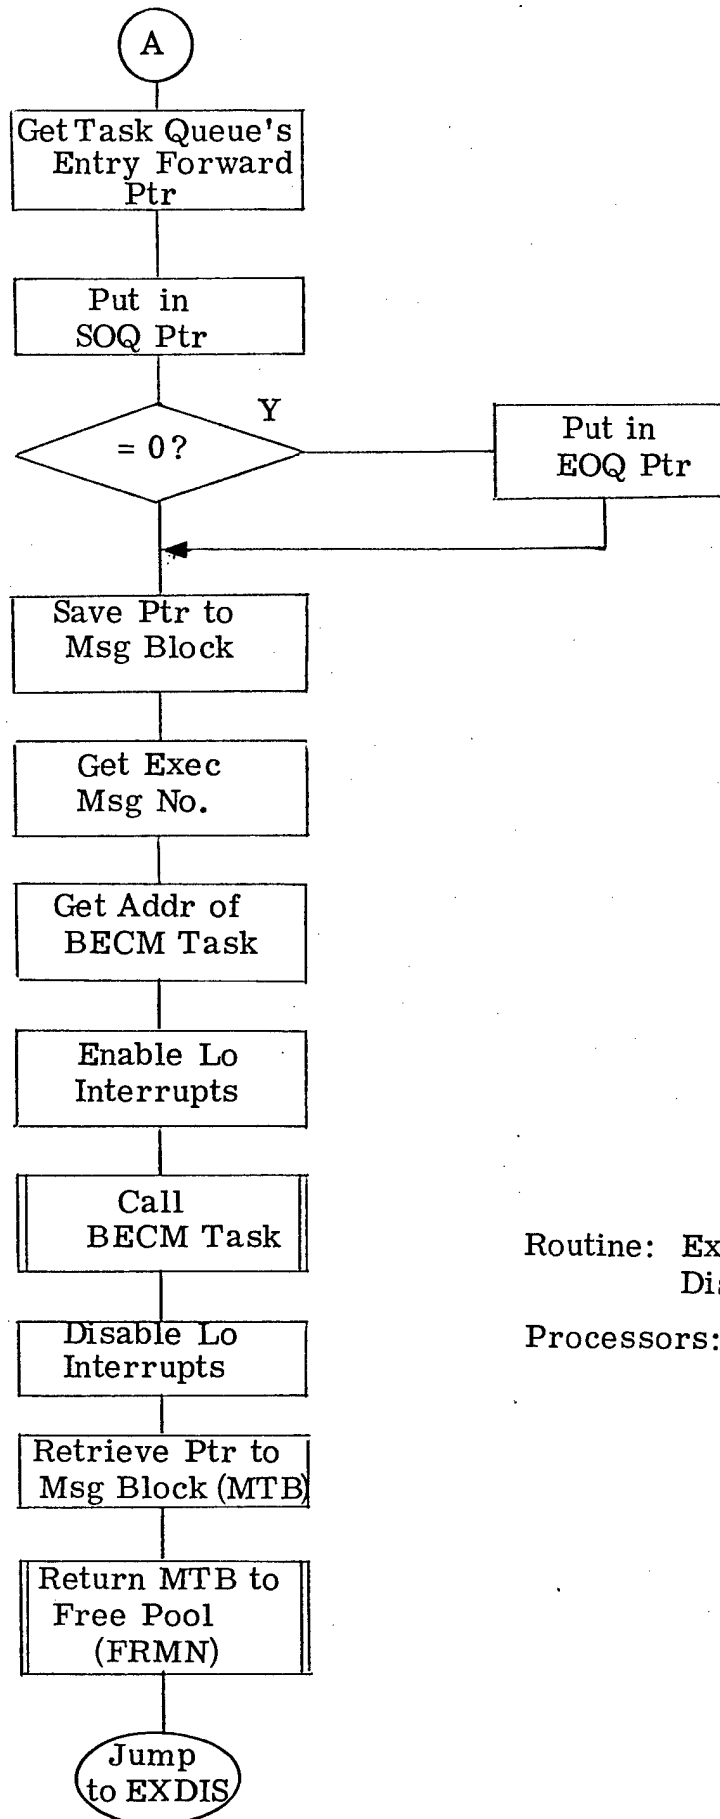 A
Get Task Queue's
Entry Forward
Ptr
Put in
SOQ Ptr
= 0?
Y
Put in
EOQ Ptr
Save Ptr to
Msg Block
Get Exec
Msg No.
Get Addr of
BECM Task
Enable Lo
Interrupts
Call
BECM Task
Routine: Ex
Dis
Processors:
Disable Lo
Interrupts
Retrieve Ptr to
Msg Block (MTB)
Return MTB to
Free Pool
(FRMN)
Jump
to EXDIS